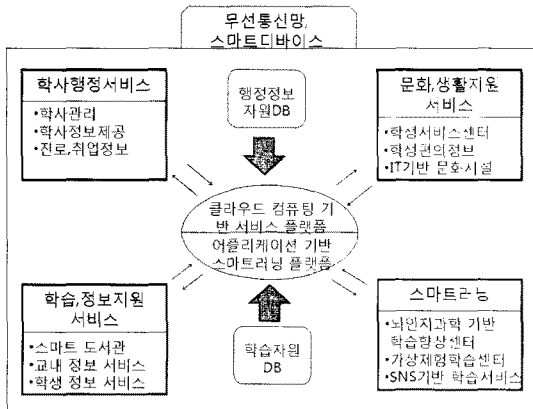 무선통신망,
스마트디바이스
학사행정서비스
•학사관리
•학사정보제공
•진로,취업정보
행정정보
자원DB
문화,생활지원
서비스
•학생서비스센터
•학생편의정보
•IT기반 문화시설
클라우드 컴퓨팅 기
반 서비스 플랫폼
어플리케이션 기반
스마트러닝 플랫폼
학습,정보지원
서비스
•스마트 도서관
•교내 정보 서비스
•학생 정보 서비스
학습자원
DB
스마트러닝
•뇌인지과학 기반
학습향상센터
•가상체험학습센터
•SNS기반 학습서비스